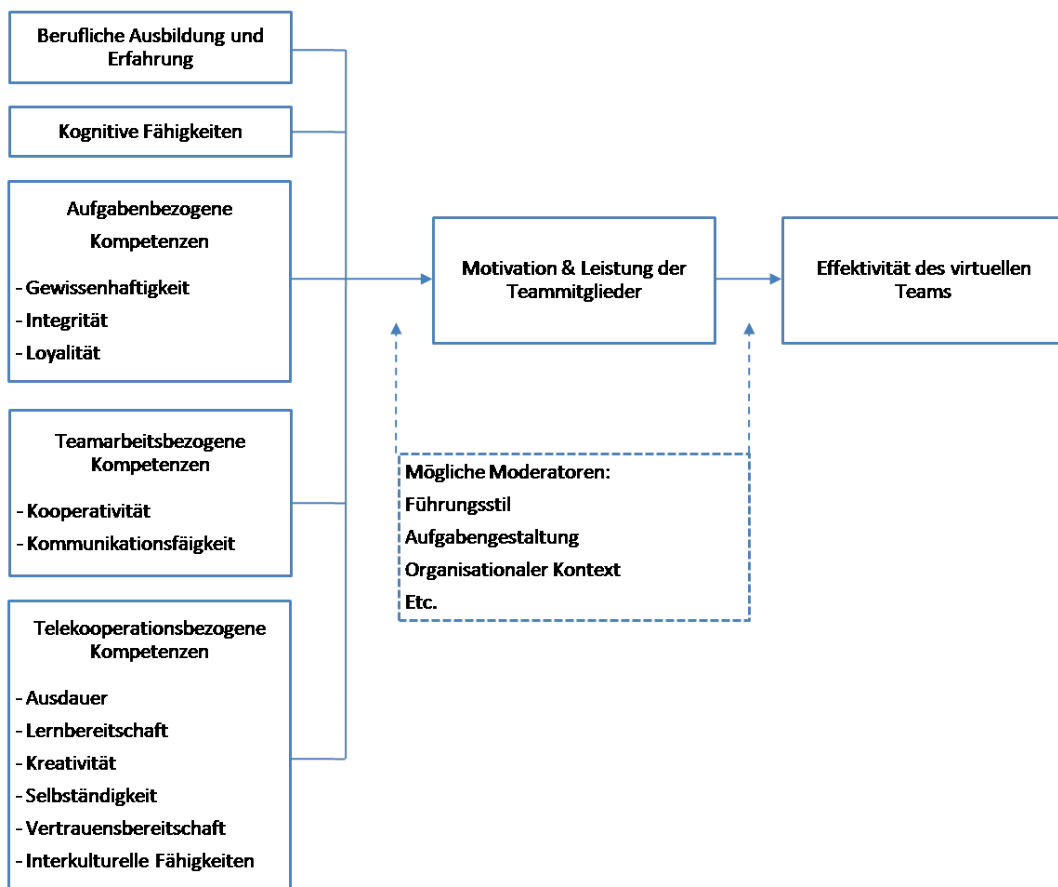 Berufliche Ausbildung und
Erfahrung
Kognitive Fähigkeiten
Aufgabenbezogene
Kompetenzen
- Gewissenhaftigkeit
- Integrität
- Loyalität
Teamarbeitsbezogene
Kompetenzen
- Kooperativität
- Kommunikationsfäigkeit
Telekooperationsbezogene
Kompetenzen
- Ausdauer
- Lernbereitschaft
- Kreativität
- Selbständigkeit
- Vertrauensbereitschaft
- Interkulturelle Fähigkeiten
Motivation & Leistung der
Teammitglieder
Effektivität des virtuellen
Teams
Mögliche Moderatoren:
Führungsstil
Aufgabengestaltung
Organisationaler Kontext
Etc.